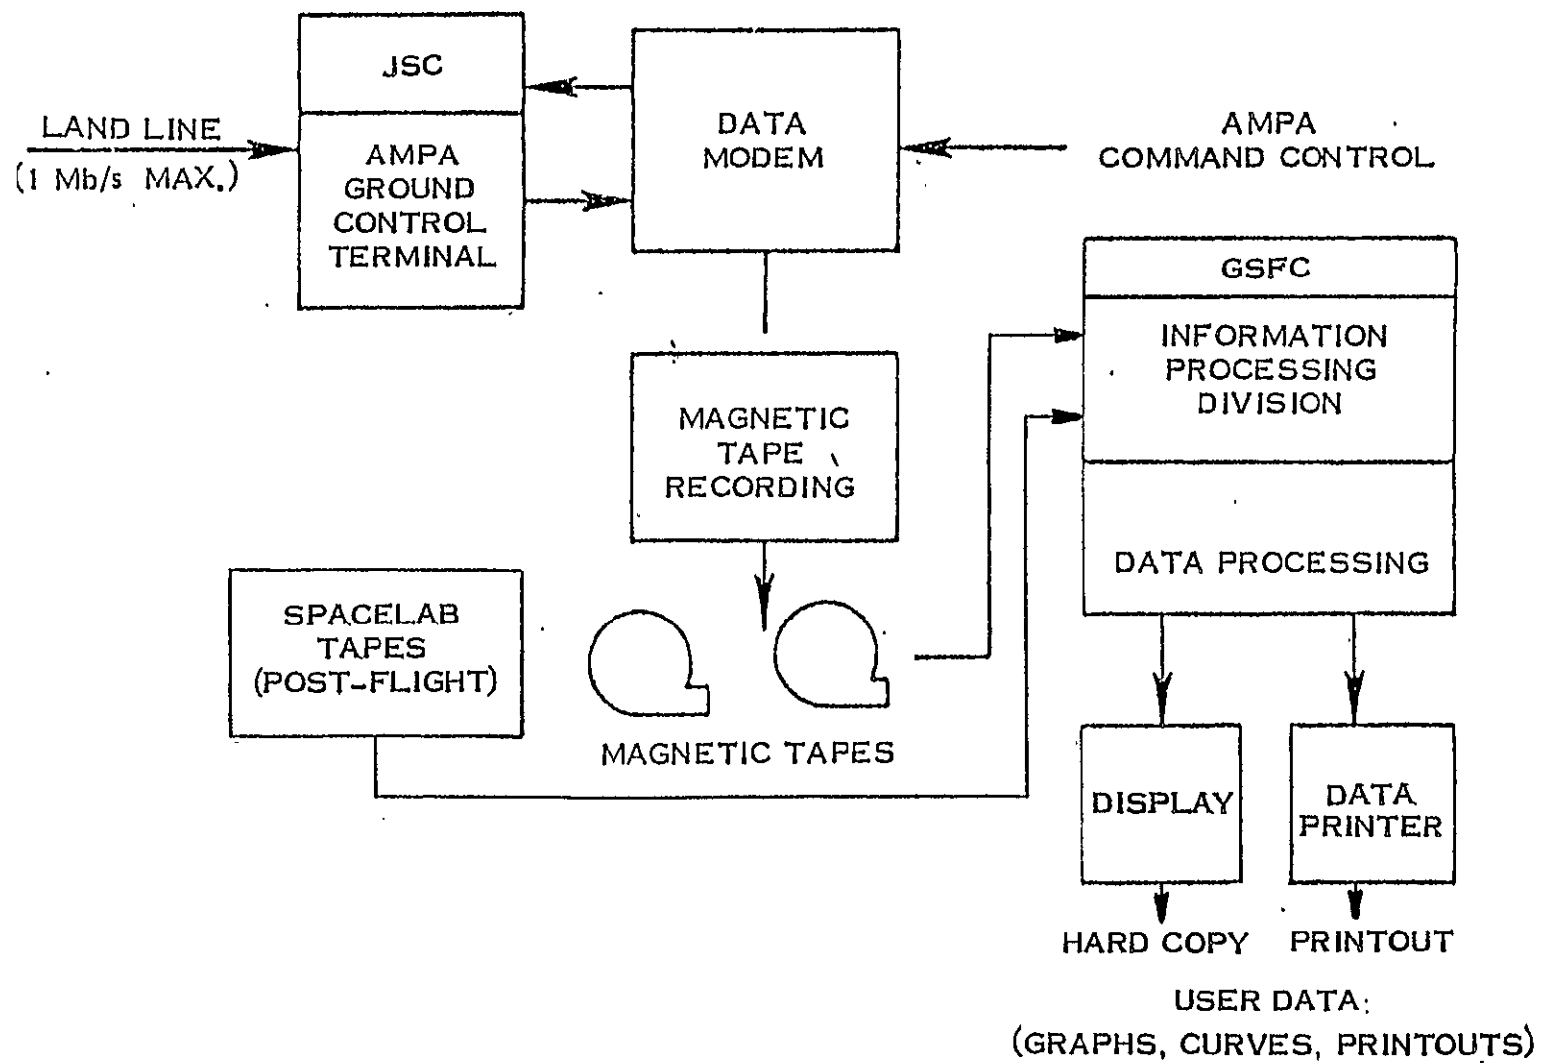 JSC
LAND LINE
(1 Mb/s MAX.)
AMPA
GROUND
CONTROL
TERMINAL
DATA
MODEM
AMPA
COMMAND CONTROL
GSFC
INFORMATION
PROCESSING
DIVISION
DATA PROCESSING
MAGNETIC
TAPE
RECORDING
SPACELAB
TAPES
(POST-FLIGHT)
MAGNETIC TAPES
DISPLAY
DATA
PRINTER
HARD COPY
PRINTOUT
USER DATA:
(GRAPHS, CURVES, PRINTOUTS)